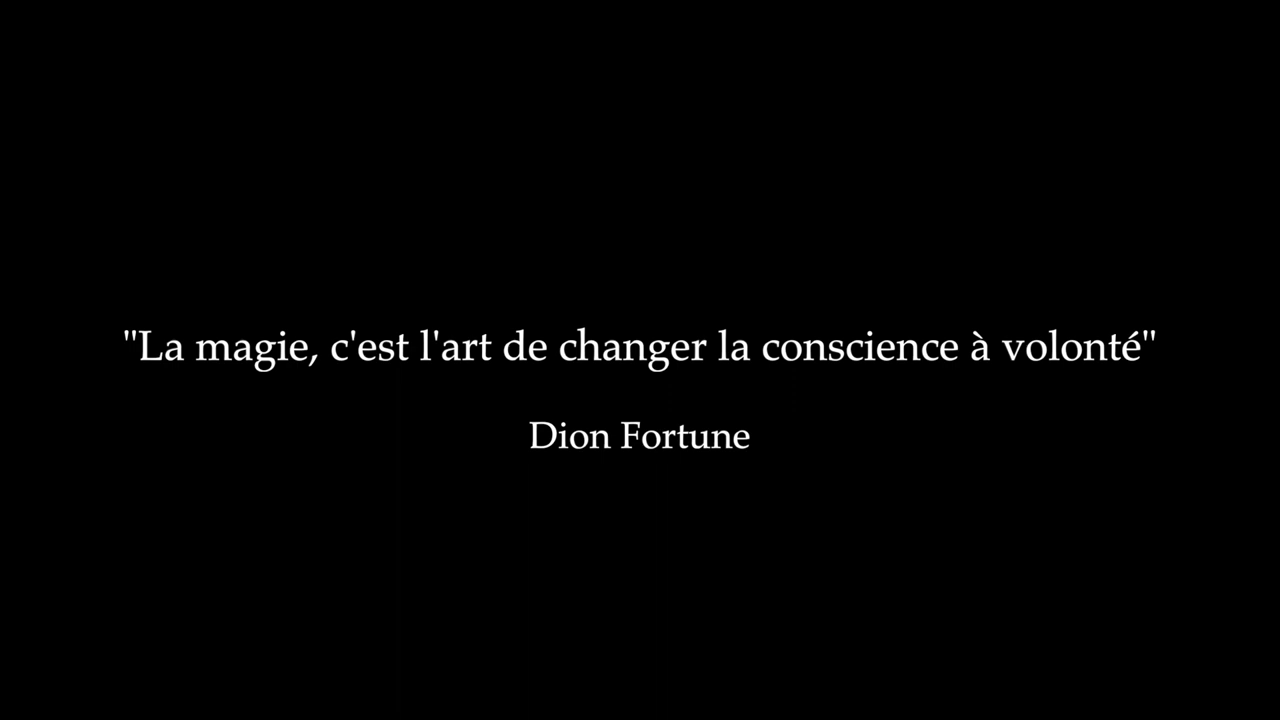 "La magie, c'est l'art de changer la conscience à volonté"
Dion Fortune